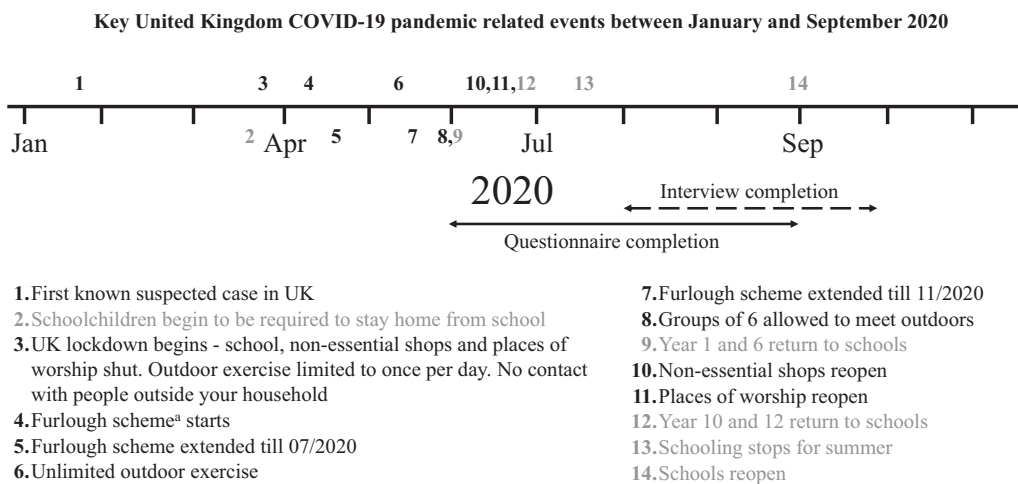 Key United Kingdom COVID-19 pandemic related events between January and September 2020
1 3 4 6 10,11,12 13 14
Jan 2 Apr 5 7 8,9 Jul Sep
2020
Interview completion
Questionnaire completion
1.First known suspected case in UK
2.Schoolchildren begin to be required to stay home from school
3.UK lockdown begins - school, non-essential shops and places of
worship shut. Outdoor exercise limited to once per day. No contact
with people outside your household
4.Furlough schemeᵃ starts
5.Furlough scheme extended till 07/2020
6.Unlimited outdoor exercise
7.Furlough scheme extended till 11/2020
8.Groups of 6 allowed to meet outdoors
9.Year 1 and 6 return to schools
10.Non-essential shops reopen
11.Places of worship reopen
12.Year 10 and 12 return to schools
13.Schooling stops for summer
14.Schools reopen